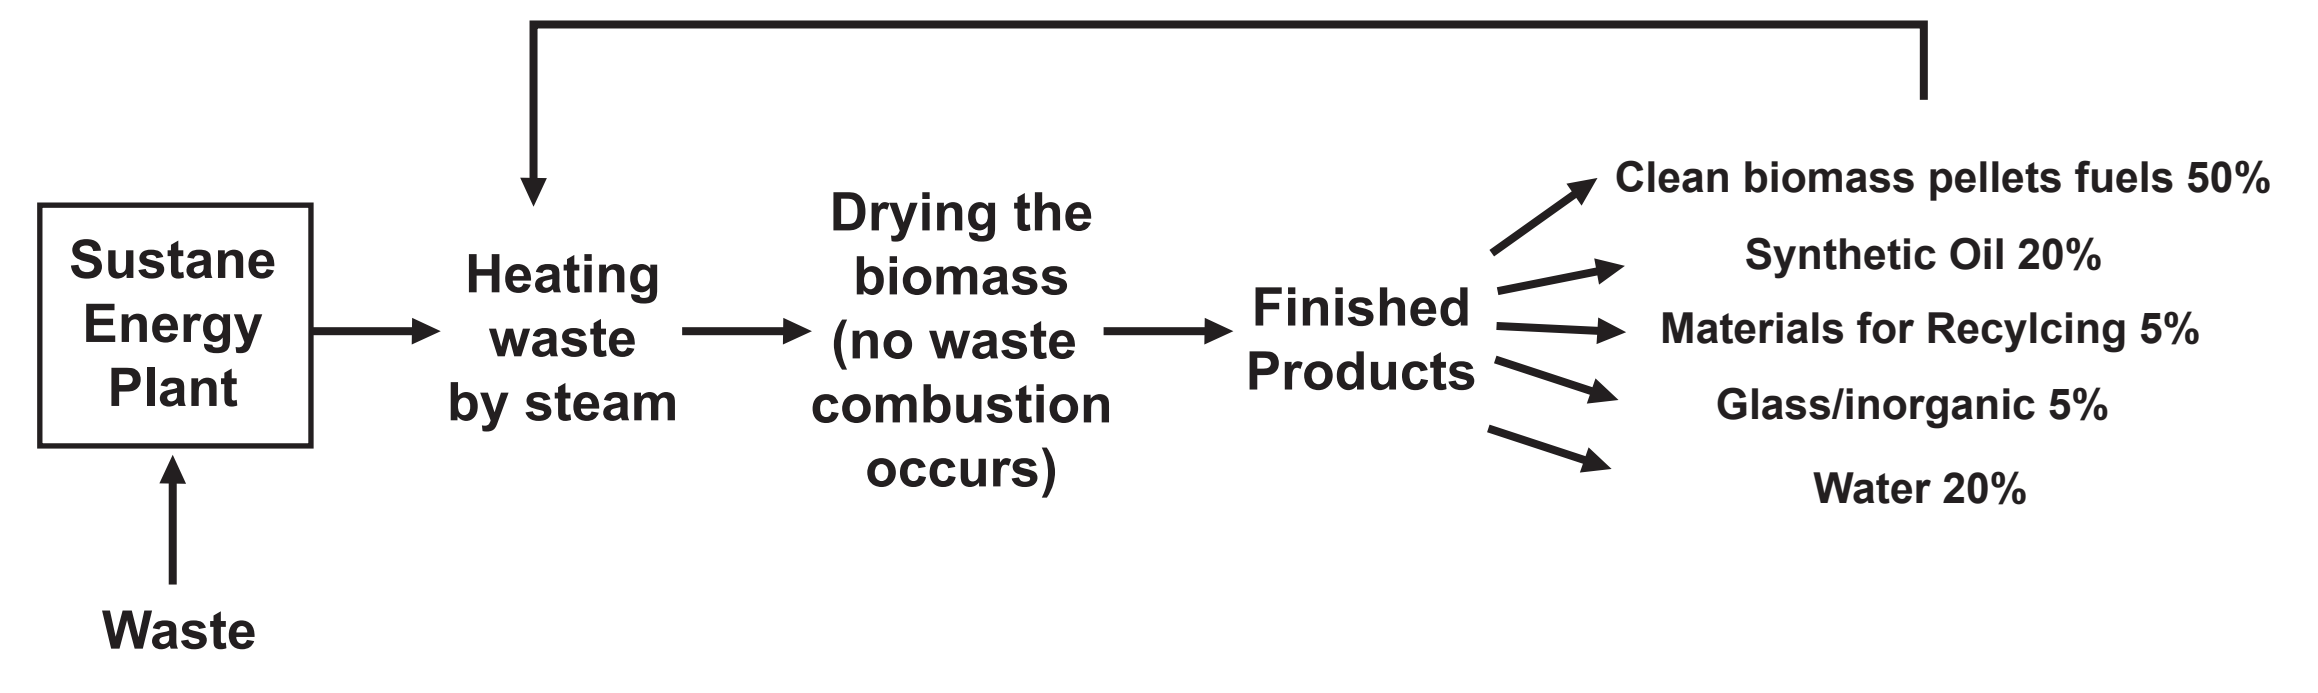 Sustane
Energy
Plant
Waste
Heating
waste
by steam
Drying the
biomass
(no waste
combustion
occurs)
Finished
Products
Clean biomass pellets fuels 50%
Synthetic Oil 20%
Materials for Recylcing 5%
Glass/inorganic 5%
Water 20%